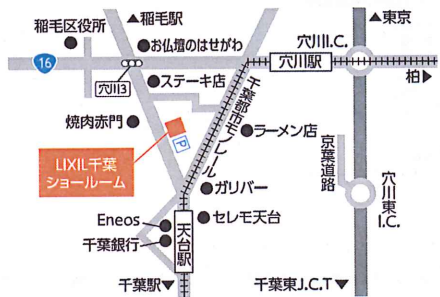 ▲稲毛駅
▲東京
稲毛区役所
お仏壇のはせがわ
穴川I.C.
16
穴川3
ステーキ店
穴川駅
柏▶
焼肉赤門
P
千葉都市モノレール
ラーメン店
京葉道路
LIXIL千葉
ショールーム
ガリバー
穴川東I.C.
Eneos
セレモ天台
千葉銀行
天台駅
千葉駅▼
千葉東J.C.T▼